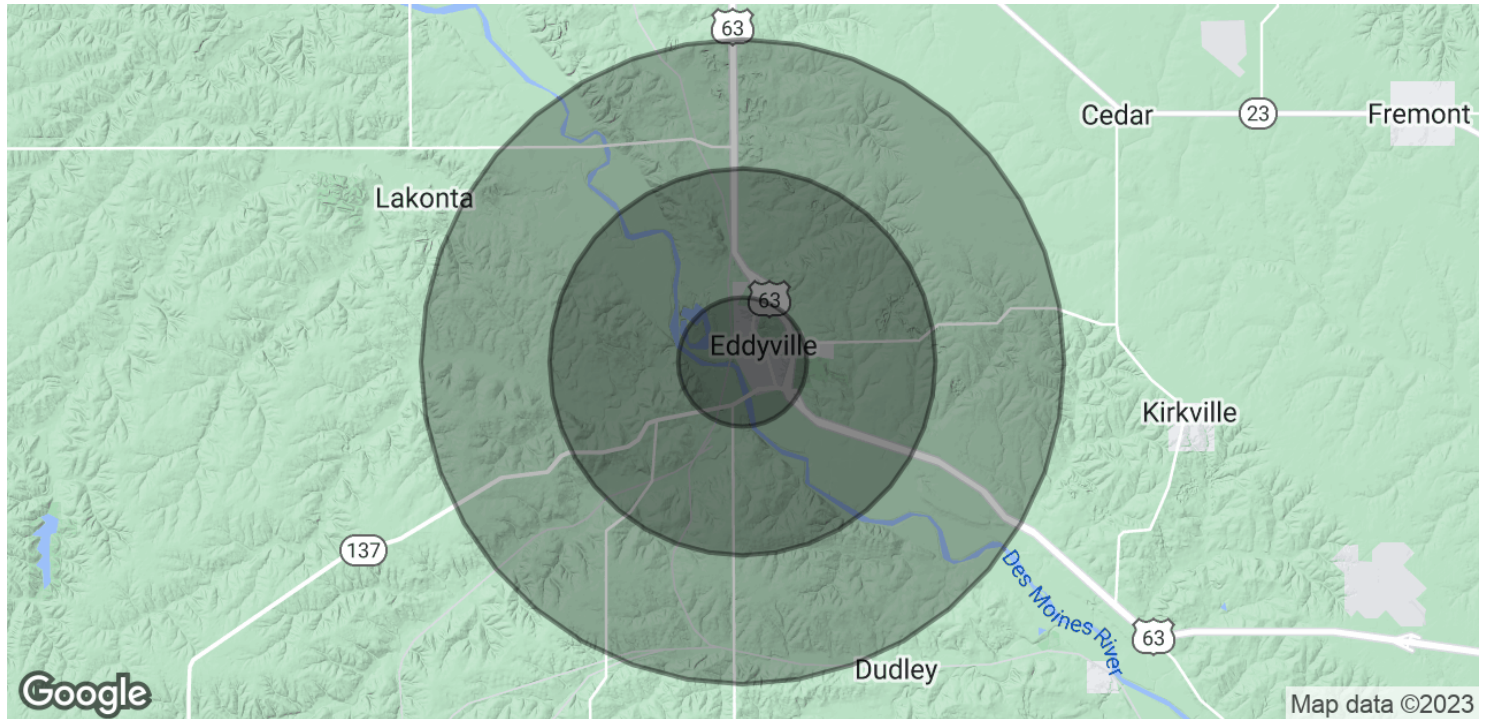 63
Cedar
23
Fremont
Lakonta
63
Eddyville
Kirkville
137
Des Moines River
63
Dudley
Google
Map data ©2023